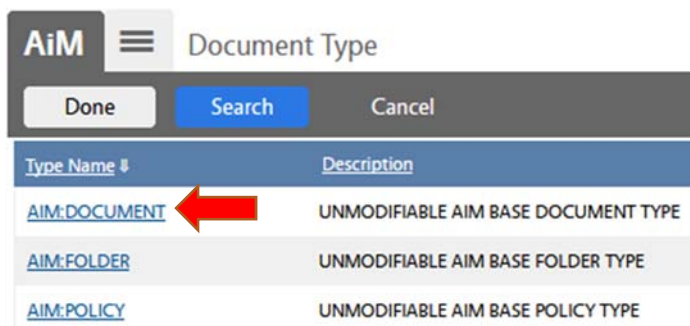 AiM Document Type
Done Search Cancel
Type Name Description
AIM:DOCUMENT UNMODIFIABLE AIM BASE DOCUMENT TYPE
AIM:FOLDER UNMODIFIABLE AIM BASE FOLDER TYPE
AIM:POLICY UNMODIFIABLE AIM BASE POLICY TYPE